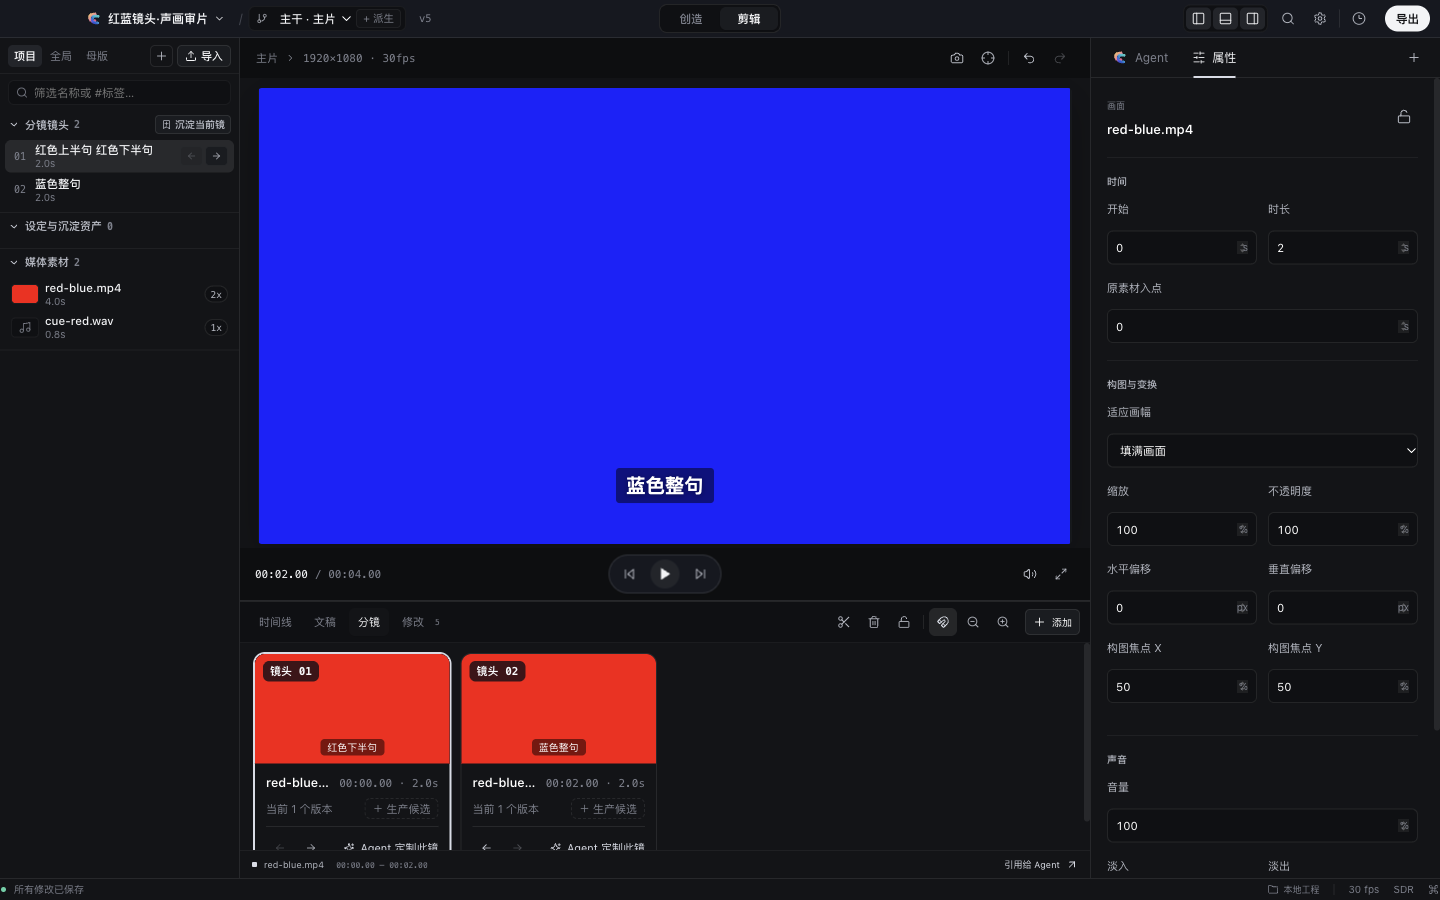 红蓝镜头·声画审片 / 主干 · 主片 + 派生 v5 创造 剪辑 导出
项目 全局 母版 导入
筛选名称或 #标签...
分镜镜头 2 沉淀当前镜
01 红色上半句 红色下半句
2.0s
02 蓝色整句
2.0s
设定与沉淀资产 0
媒体素材 2
red-blue.mp4
4.0s
2x
cue-red.wav
0.8s
1x
主片 > 1920×1080 · 30fps
蓝色整句
00:02.00 / 00:04.00
时间线 文稿 分镜 修改 5 添加
镜头 01
红色下半句
red-blue... 00:00.00 · 2.0s
当前 1 个版本 + 生产候选
Agent 定制此镜
镜头 02
蓝色整句
red-blue... 00:02.00 · 2.0s
当前 1 个版本 + 生产候选
Agent 定制此镜
red-blue.mp4 00:00.00 — 00:02.00 引用给 Agent
Agent 属性
画面
red-blue.mp4
时间
开始 时长
0 s 2 s
原素材入点
0 s
构图与变换
适应画幅
填满画面
缩放 不透明度
100 % 100 %
水平偏移 垂直偏移
0 px 0 px
构图焦点 X 构图焦点 Y
50 % 50 %
声音
音量
100 %
淡入 淡出
所有修改已保存 本地工程 30 fps SDR